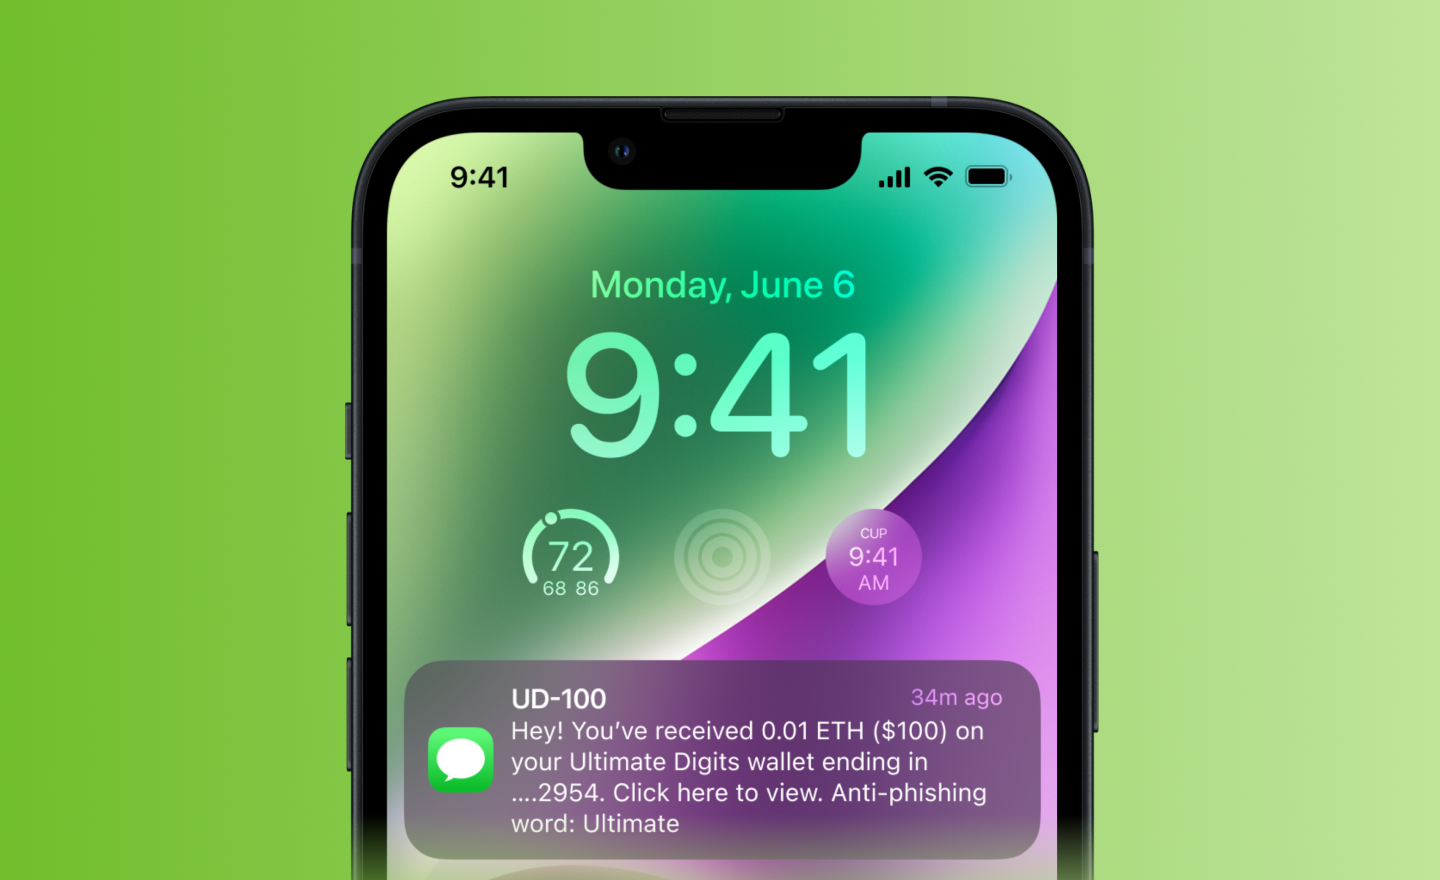 9:41
Monday, June 6
9:41
72
68 86
CUP
9:41
AM
UD-100
34m ago
Hey! You’ve received 0.01 ETH ($100) on
your Ultimate Digits wallet ending in
....2954. Click here to view. Anti-phishing
word: Ultimate